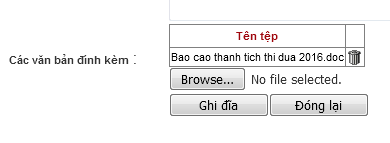 Tên tệp
Các văn bản đính kèm :
Bao cao thanh tich thi dua 2016.doc
Browse... No file selected.
Ghi đĩa Đóng lại